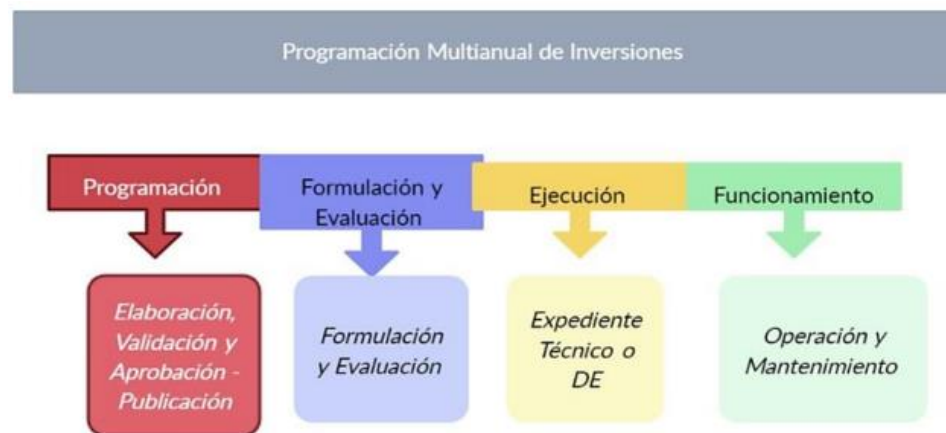 Programación Multianual de Inversiones
Programación
Formulación y
Evaluación
Ejecución
Funcionamiento
Elaboración,
Validación y
Aprobación -
Publicación
Formulación
y Evaluación
Expediente
Técnico o
DE
Operación y
Mantenimiento